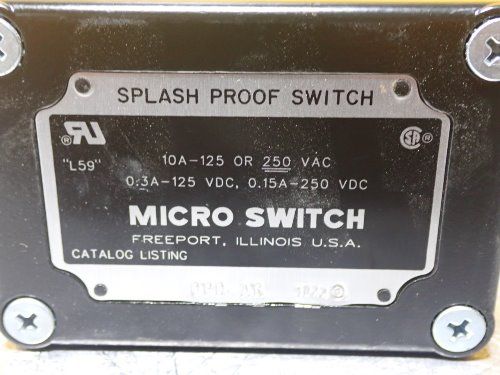 SPLASH PROOF SWITCH
"L59"
10A-125 OR 250 VAC
0.3A-125 VDC, 0.15A-250 VDC
MICRO SWITCH
FREEPORT, ILLINOIS U.S.A.
CATALOG LISTING